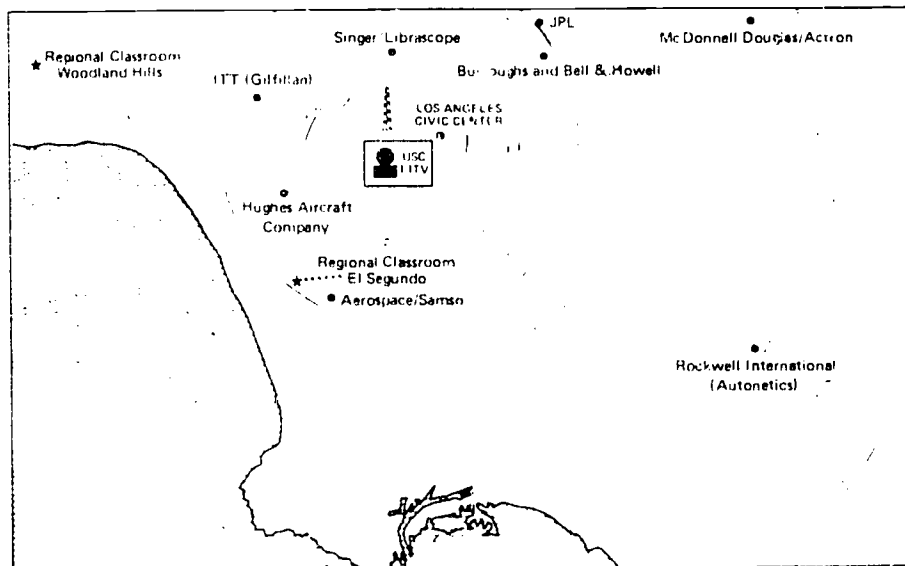 JPL
Singer Librascope
McDonnell Douglas/Actron
Regional Classroom
Woodland Hills
Burroughs and Bell & Howell
ITT (Gilfillan)
LOS ANGELES
CIVIC CENTER
USC
ITV
Hughes Aircraft
Company
Regional Classroom
El Segundo
Aerospace/Samso
Rockwell International
(Autonetics)